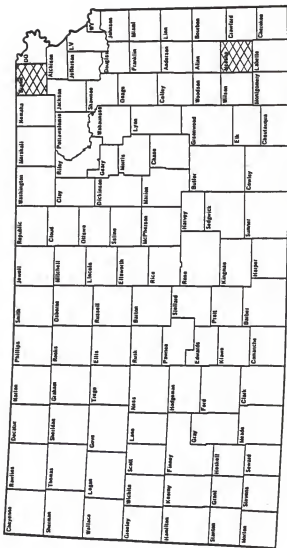 Cheyenne Rawlins Decatur Norton Phillips Smith Jewell Republic Washington Marshall Nemaha DO
Sherman Thomas Sheridan Graham Rooks Osborne Mitchell Cloud Clay Riley Pottawatomie Jackson Atchison
Jefferson LV WY
Wallace Logan Gove Trego Ellis Russell Lincoln Ottawa Dickinson Geary Wabaunsee Shawnee Douglas Johnson
Ellsworth Saline Morris Osage Franklin Miami
Greeley Wichita Scott Lane Ness Rush Barton Rice McPherson Marion Chase Lyon Coffey Anderson Linn
Hamilton Kearny Finney Hodgeman Pawnee Stafford Reno Harvey Butler Greenwood Woodson Allen Bourbon
Gray Ford Edwards Pratt Sedgwick
Stanton Grant Haskell Kiowa Kingman Elk Wilson Crawford
Morton Stevens Seward Meade Clark Comanche Barber Harper Sumner Cowley Chautauqua Montgomery Labette Cherokee